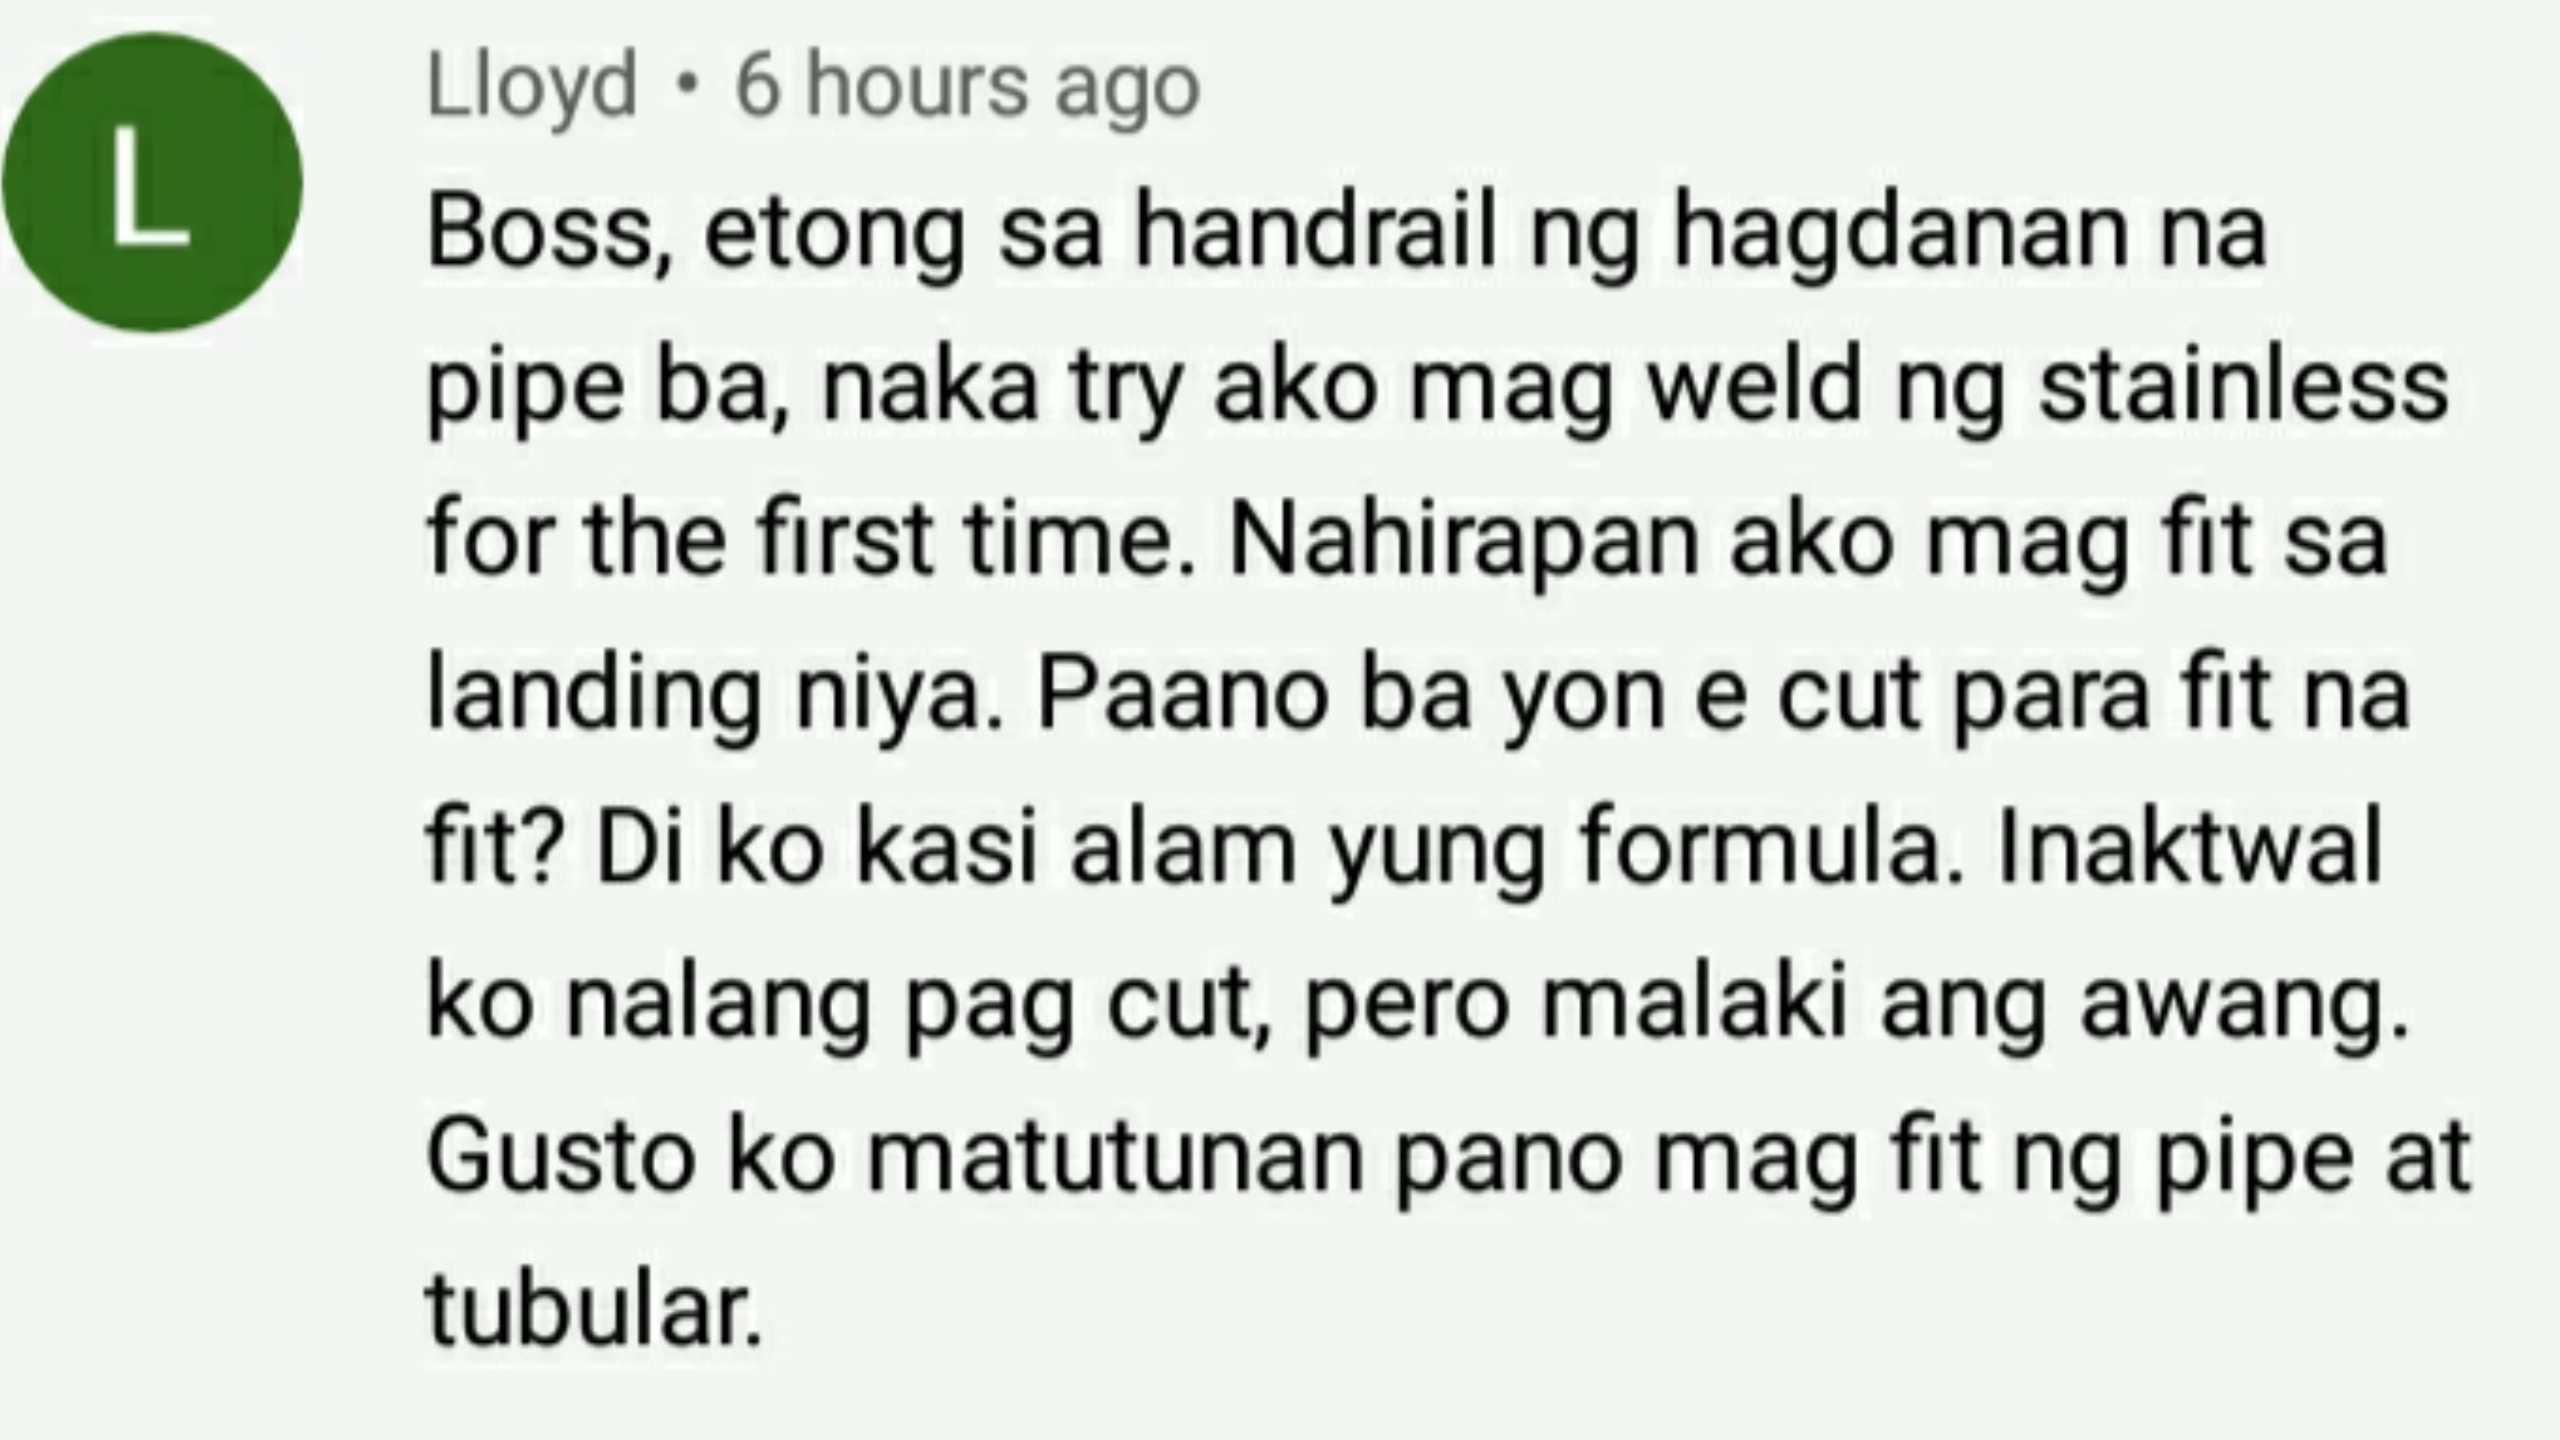 L
Lloyd • 6 hours ago
Boss, etong sa handrail ng hagdanan na
pipe ba, naka try ako mag weld ng stainless
for the first time. Nahirapan ako mag fit sa
landing niya. Paano ba yon e cut para fit na
fit? Di ko kasi alam yung formula. Inaktwal
ko nalang pag cut, pero malaki ang awang.
Gusto ko matutunan pano mag fit ng pipe at
tubular.